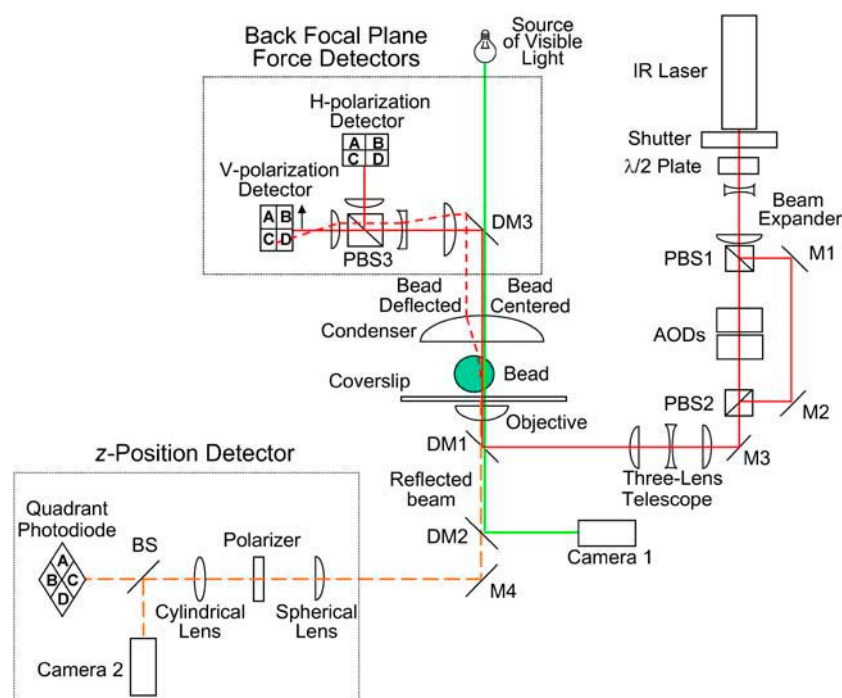 Back Focal Plane
Force Detectors
Source
of Visible
Light
IR Laser
H-polarization
Detector
A B
C D
V-polarization
Detector
A B
C D
PBS3
DM3
Shutter
λ/2 Plate
Beam
Expander
PBS1
M1
Bead
Deflected
Bead
Centered
Condenser
AODs
Coverslip
Bead
PBS2
M2
Objective
DM1
M3
Three-Lens
Telescope
z-Position Detector
Reflected
beam
Quadrant
Photodiode
BS
Polarizer
DM2
Camera 1
A
B C
D
M4
Cylindrical
Lens
Spherical
Lens
Camera 2